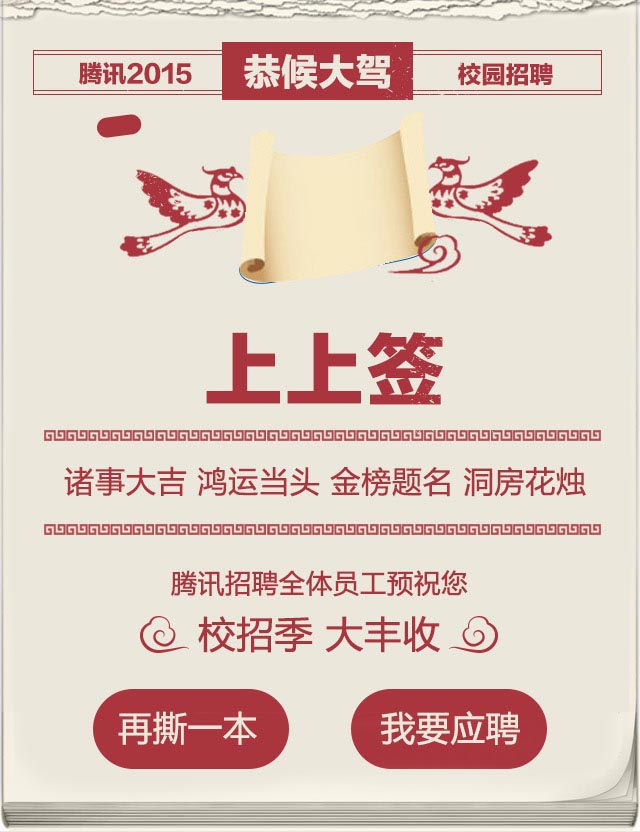 腾讯2015 恭候大驾 校园招聘
上上签
诸事大吉 鸿运当头 金榜题名 洞房花烛
腾讯招聘全体员工预祝您
校招季 大丰收
再撕一本 我要应聘